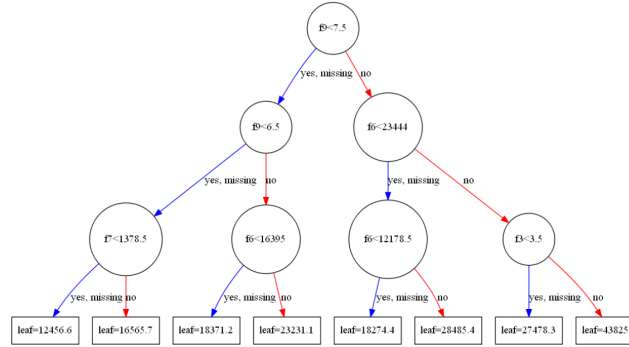 f9<7.5
yes, missing no
f9<6.5 f6<23444
yes, missing no yes, missing no
f7<1378.5 f6<16395 f6<12178.5 f3<3.5
yes, missing no yes, missing no yes, missing no yes, missing no
leaf=12456.6 leaf=16565.7 leaf=18371.2 leaf=23231.1 leaf=18274.4 leaf=28485.4 leaf=27478.3 leaf=43825